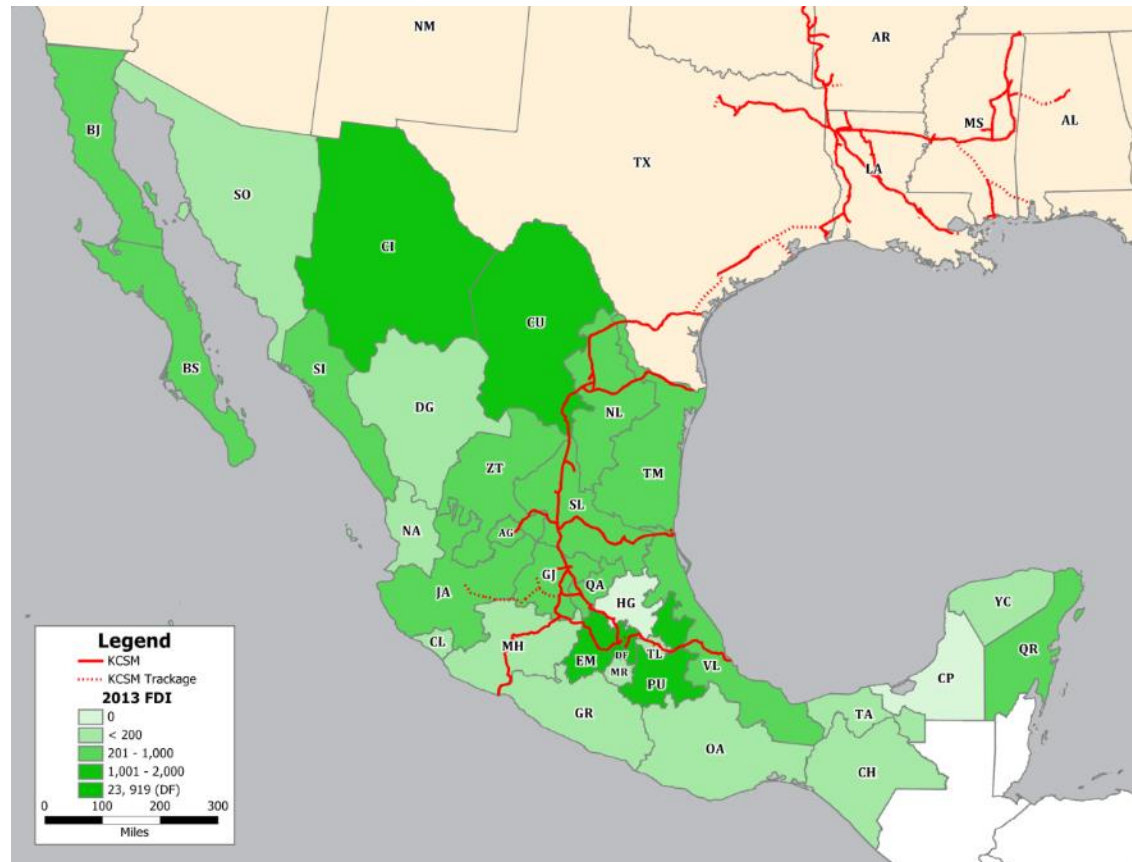 NM
AR
BJ
MS
AL
TX
LA
SO
CI
CU
SI
BS
DG
NL
ZT
TM
SL
NA
AG
GJ
QA
HG
JA
YC
CL
MH
EM
DF
TL
VL
QR
MR
PU
CP
GR
TA
OA
CH
Legend
KCSM
KCSM Trackage
2013 FDI
0
< 200
201 - 1,000
1,001 - 2,000
23, 919 (DF)
0 100 200 300
Miles